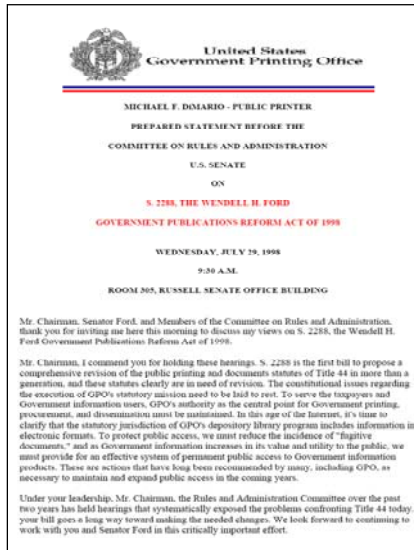 United States
Government Printing Office
MICHAEL F. DiMARIO - PUBLIC PRINTER
PREPARED STATEMENT BEFORE THE
COMMITTEE ON RULES AND ADMINISTRATION
U.S. SENATE
ON
S. 2288, THE WENDELL H. FORD
GOVERNMENT PUBLICATIONS REFORM ACT OF 1998
WEDNESDAY, JULY 29, 1998
9:30 A.M.
ROOM 305, RUSSELL SENATE OFFICE BUILDING
Mr. Chairman, Senator Ford, and Members of the Committee on Rules and Administration,
thank you for inviting me here this morning to discuss my views on S. 2288, the Wendell H.
Ford Government Publications Reform Act of 1998.
Mr. Chairman, I commend you for holding these hearings. S. 2288 is the first bill to propose a
comprehensive revision of the public printing and documents statutes of Title 44 in more than a
generation, and these statutes clearly are in need of revision. The constitutional issues regarding
the execution of GPO's statutory mission need to be laid to rest. To serve the taxpayers and
Government information users, GPO's authority as the central point for Government printing,
procurement, and dissemination must be maintained. In this age of the Internet, it's time to
clarify that the statutory jurisdiction of GPO's depository library program includes information in
electronic formats. To protect public access, we must reduce the incidence of "fugitive
documents," and as Government information increases in its value and utility to the public, we
must provide for an effective system of permanent public access to Government information
products. These are actions that have long been recommended by many, including GPO, as
necessary to maintain and expand public access in the coming years.
Under your leadership, Mr. Chairman, the Rules and Administration Committee over the past
two years has held hearings that systematically exposed the problems confronting Title 44 today.
your bill goes a long way toward making the needed changes. We look forward to continuing to
work with you and Senator Ford in this critically important effort.